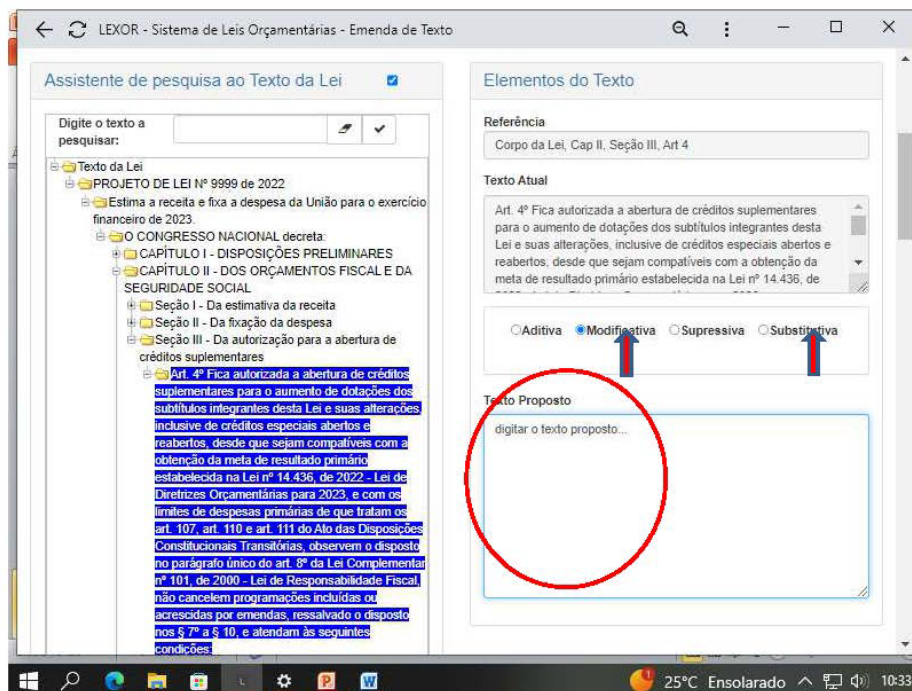 LEXOR - Sistema de Leis Orçamentárias - Emenda de Texto
Assistente de pesquisa ao Texto da Lei
Digite o texto a
pesquisar:
Texto da Lei
PROJETO DE LEI Nº 9999 de 2022
Estima a receita e fixa a despesa da União para o exercício
financeiro de 2023.
O CONGRESSO NACIONAL decreta:
CAPÍTULO I - DISPOSIÇÕES PRELIMINARES
CAPÍTULO II - DOS ORÇAMENTOS FISCAL E DA
SEGURIDADE SOCIAL
Seção I - Da estimativa da receita
Seção II - Da fixação da despesa
Seção III - Da autorização para a abertura de
créditos suplementares
Art. 4º Fica autorizada a abertura de créditos
suplementares para o aumento de dotações dos
subtítulos integrantes desta Lei e suas alterações,
inclusive de créditos especiais abertos e
reabertos, desde que sejam compatíveis com a
obtenção da meta de resultado primário
estabelecida na Lei nº 14.436, de 2022 - Lei de
Diretrizes Orçamentárias para 2023, e com os
limites de despesas primárias de que tratam os
art. 107, art. 110 e art. 111 do Ato das Disposições
Constitucionais Transitórias, observem o disposto
no parágrafo único do art. 8º da Lei Complementar
nº 101, de 2000 - Lei de Responsabilidade Fiscal,
não cancelem programações incluídas ou
acrescidas por emendas, ressalvado o disposto
nos § 7º a § 10, e atendam às seguintes
condições:
Elementos do Texto
Referência
Corpo da Lei, Cap II, Seção III, Art 4
Texto Atual
Art. 4º Fica autorizada a abertura de créditos suplementares
para o aumento de dotações dos subtítulos integrantes desta
Lei e suas alterações, inclusive de créditos especiais abertos e
reabertos, desde que sejam compatíveis com a obtenção da
meta de resultado primário estabelecida na Lei nº 14.436, de
Aditiva Modificativa Supressiva Substitutiva
Texto Proposto
digitar o texto proposto...
25°C Ensolarado 10:33